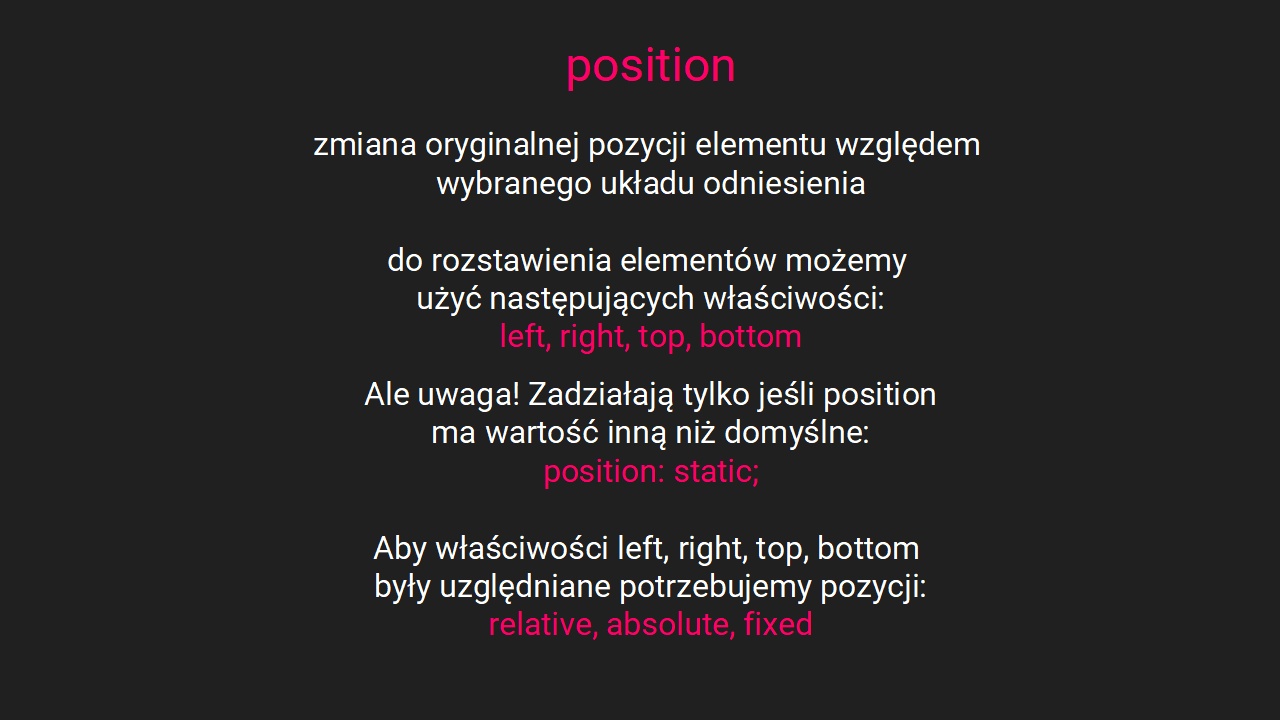 position
zmiana oryginalnej pozycji elementu względem
wybranego układu odniesienia
do rozstawienia elementów możemy
użyć następujących właściwości:
left, right, top, bottom
Ale uwaga! Zadziałają tylko jeśli position
ma wartość inną niż domyślne:
position: static;
Aby właściwości left, right, top, bottom
były uzględniane potrzebujemy pozycji:
relative, absolute, fixed